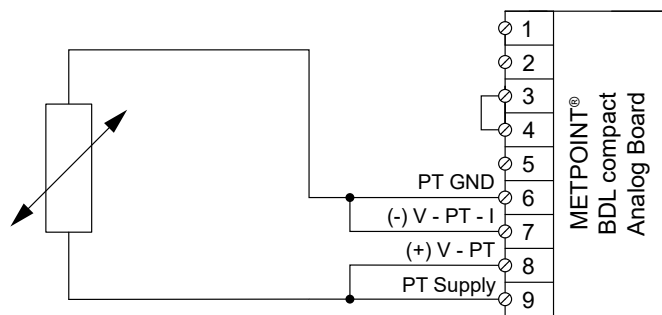 1
2
3
4
5
PT GND
6
(-) V - PT - I
7
(+) V - PT
8
PT Supply
9
METPOINT®
BDL compact
Analog Board